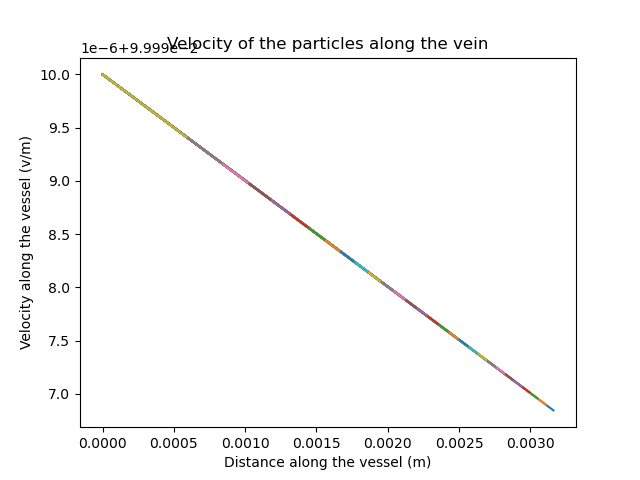 Velocity of the particles along the vein
1e−6+9.999e−2
10.0
9.5
9.0
8.5
8.0
7.5
7.0
Velocity along the vessel (v/m)
0.0000 0.0005 0.0010 0.0015 0.0020 0.0025 0.0030
Distance along the vessel (m)